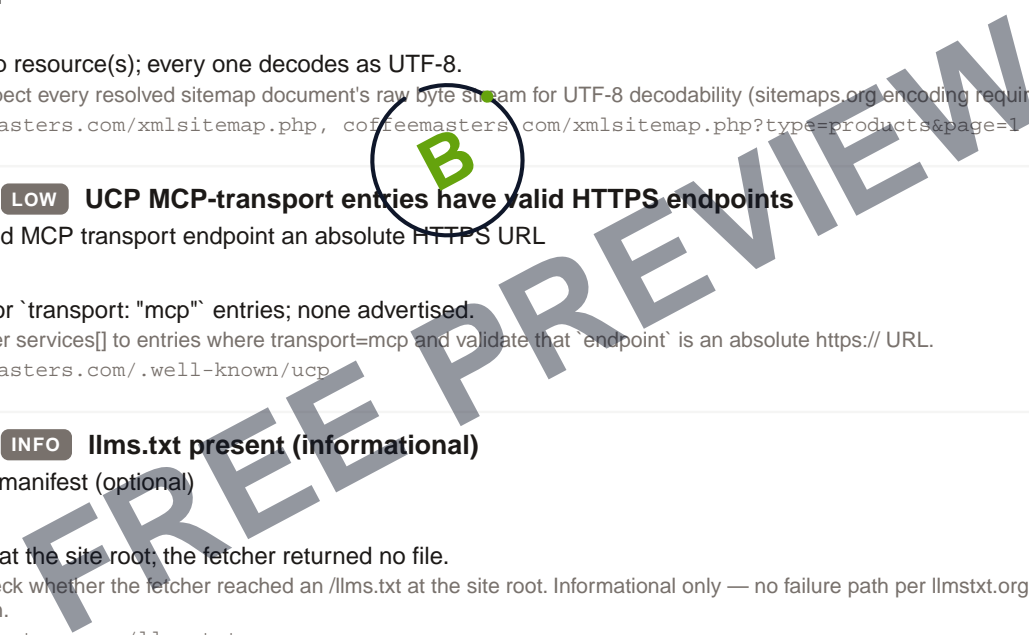 o resource(s); every one decodes as UTF-8.
pect every resolved sitemap document's raw byte stream for UTF-8 decodability (sitemaps.org encoding requir
asters.com/xmlsitemap.php, coffeemasters.com/xmlsitemap.php?type=products&page=1
B
LOW UCP MCP-transport entries have valid HTTPS endpoints
d MCP transport endpoint an absolute HTTPS URL
or `transport: "mcp"` entries; none advertised.
er services[] to entries where transport=mcp and validate that `endpoint` is an absolute https:// URL.
asters.com/.well-known/ucp
INFO llms.txt present (informational)
manifest (optional)
at the site root; the fetcher returned no file.
eck whether the fetcher reached an /llms.txt at the site root. Informational only — no failure path per llmstxt.org
n.
FREE PREVIEW